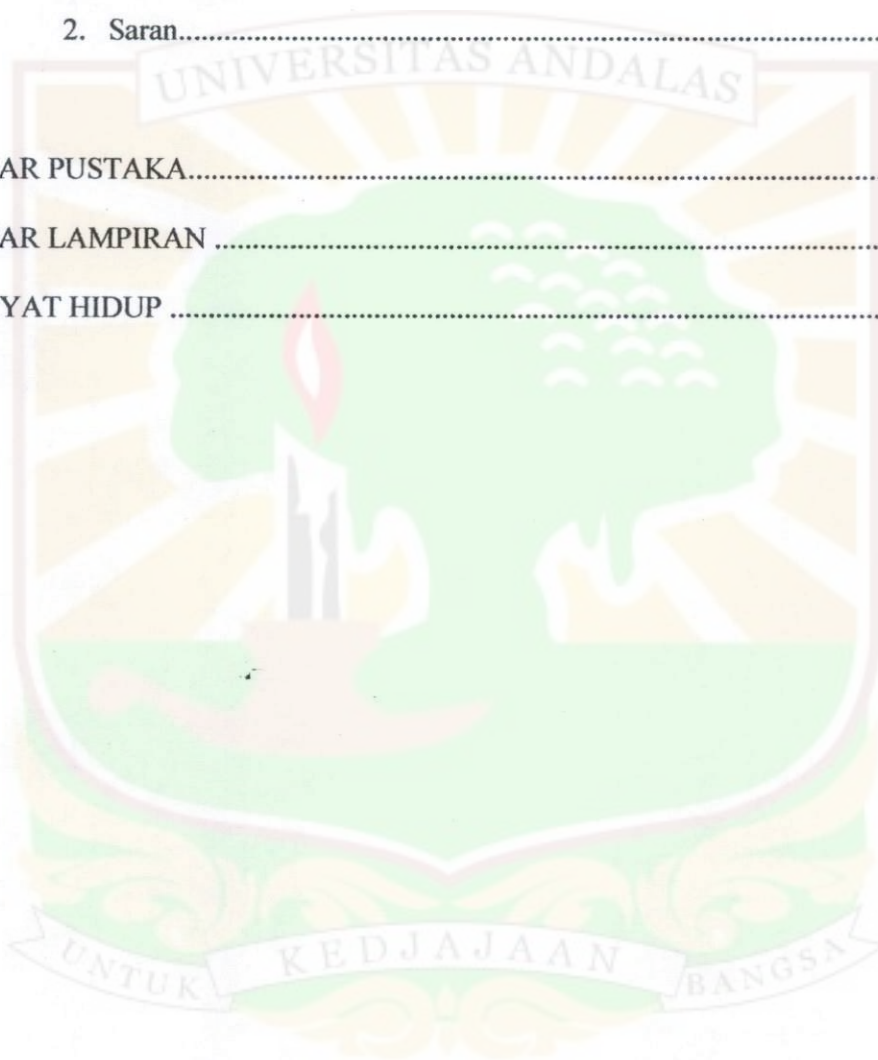 2. Saran.....................................................................................................
UNIVERSITAS ANDALAS
AR PUSTAKA.....................................................................................................
AR LAMPIRAN .....................................................................................................
YAT HIDUP .....................................................................................................
UNTUK KEDJAJAAN BANGSA